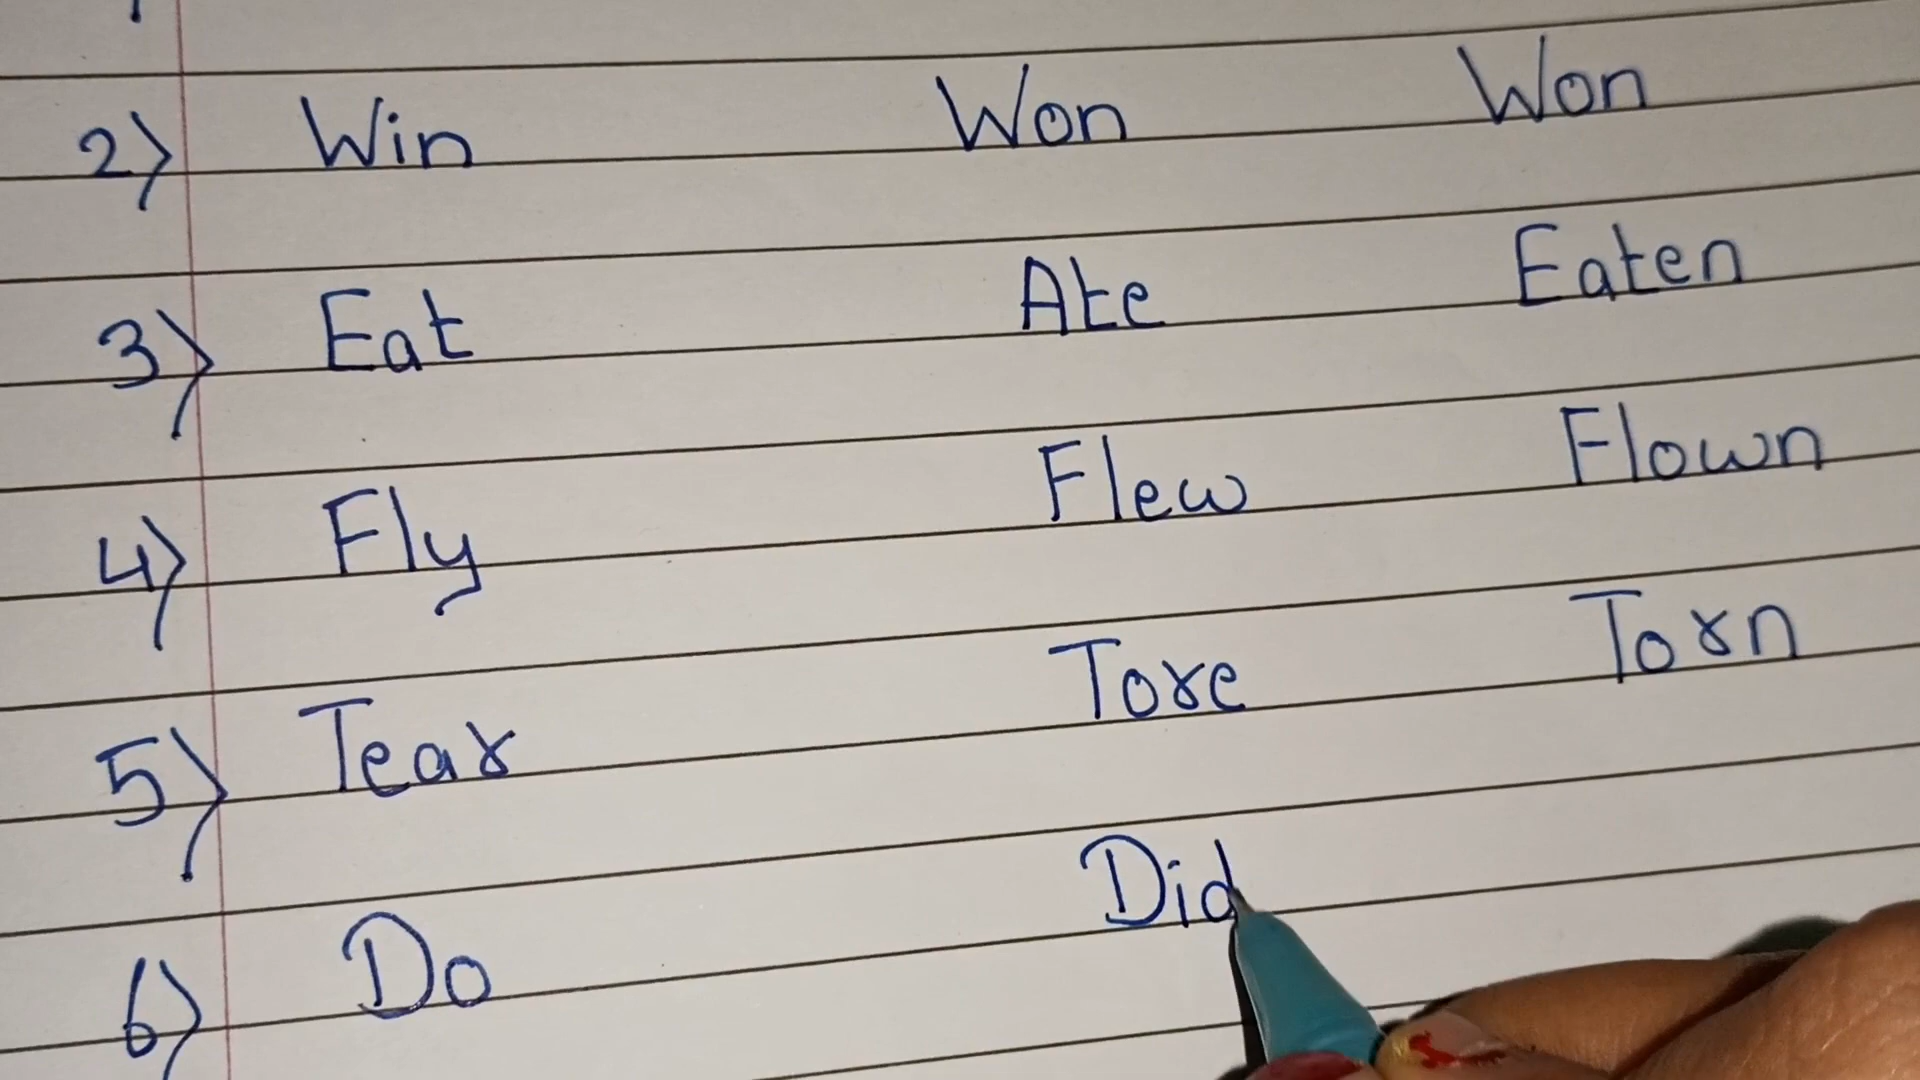 2) Win Won Won
3) Eat Ate Eaten
4) Fly Flew Flown
5) Tear Tore Torn
6) Do Did